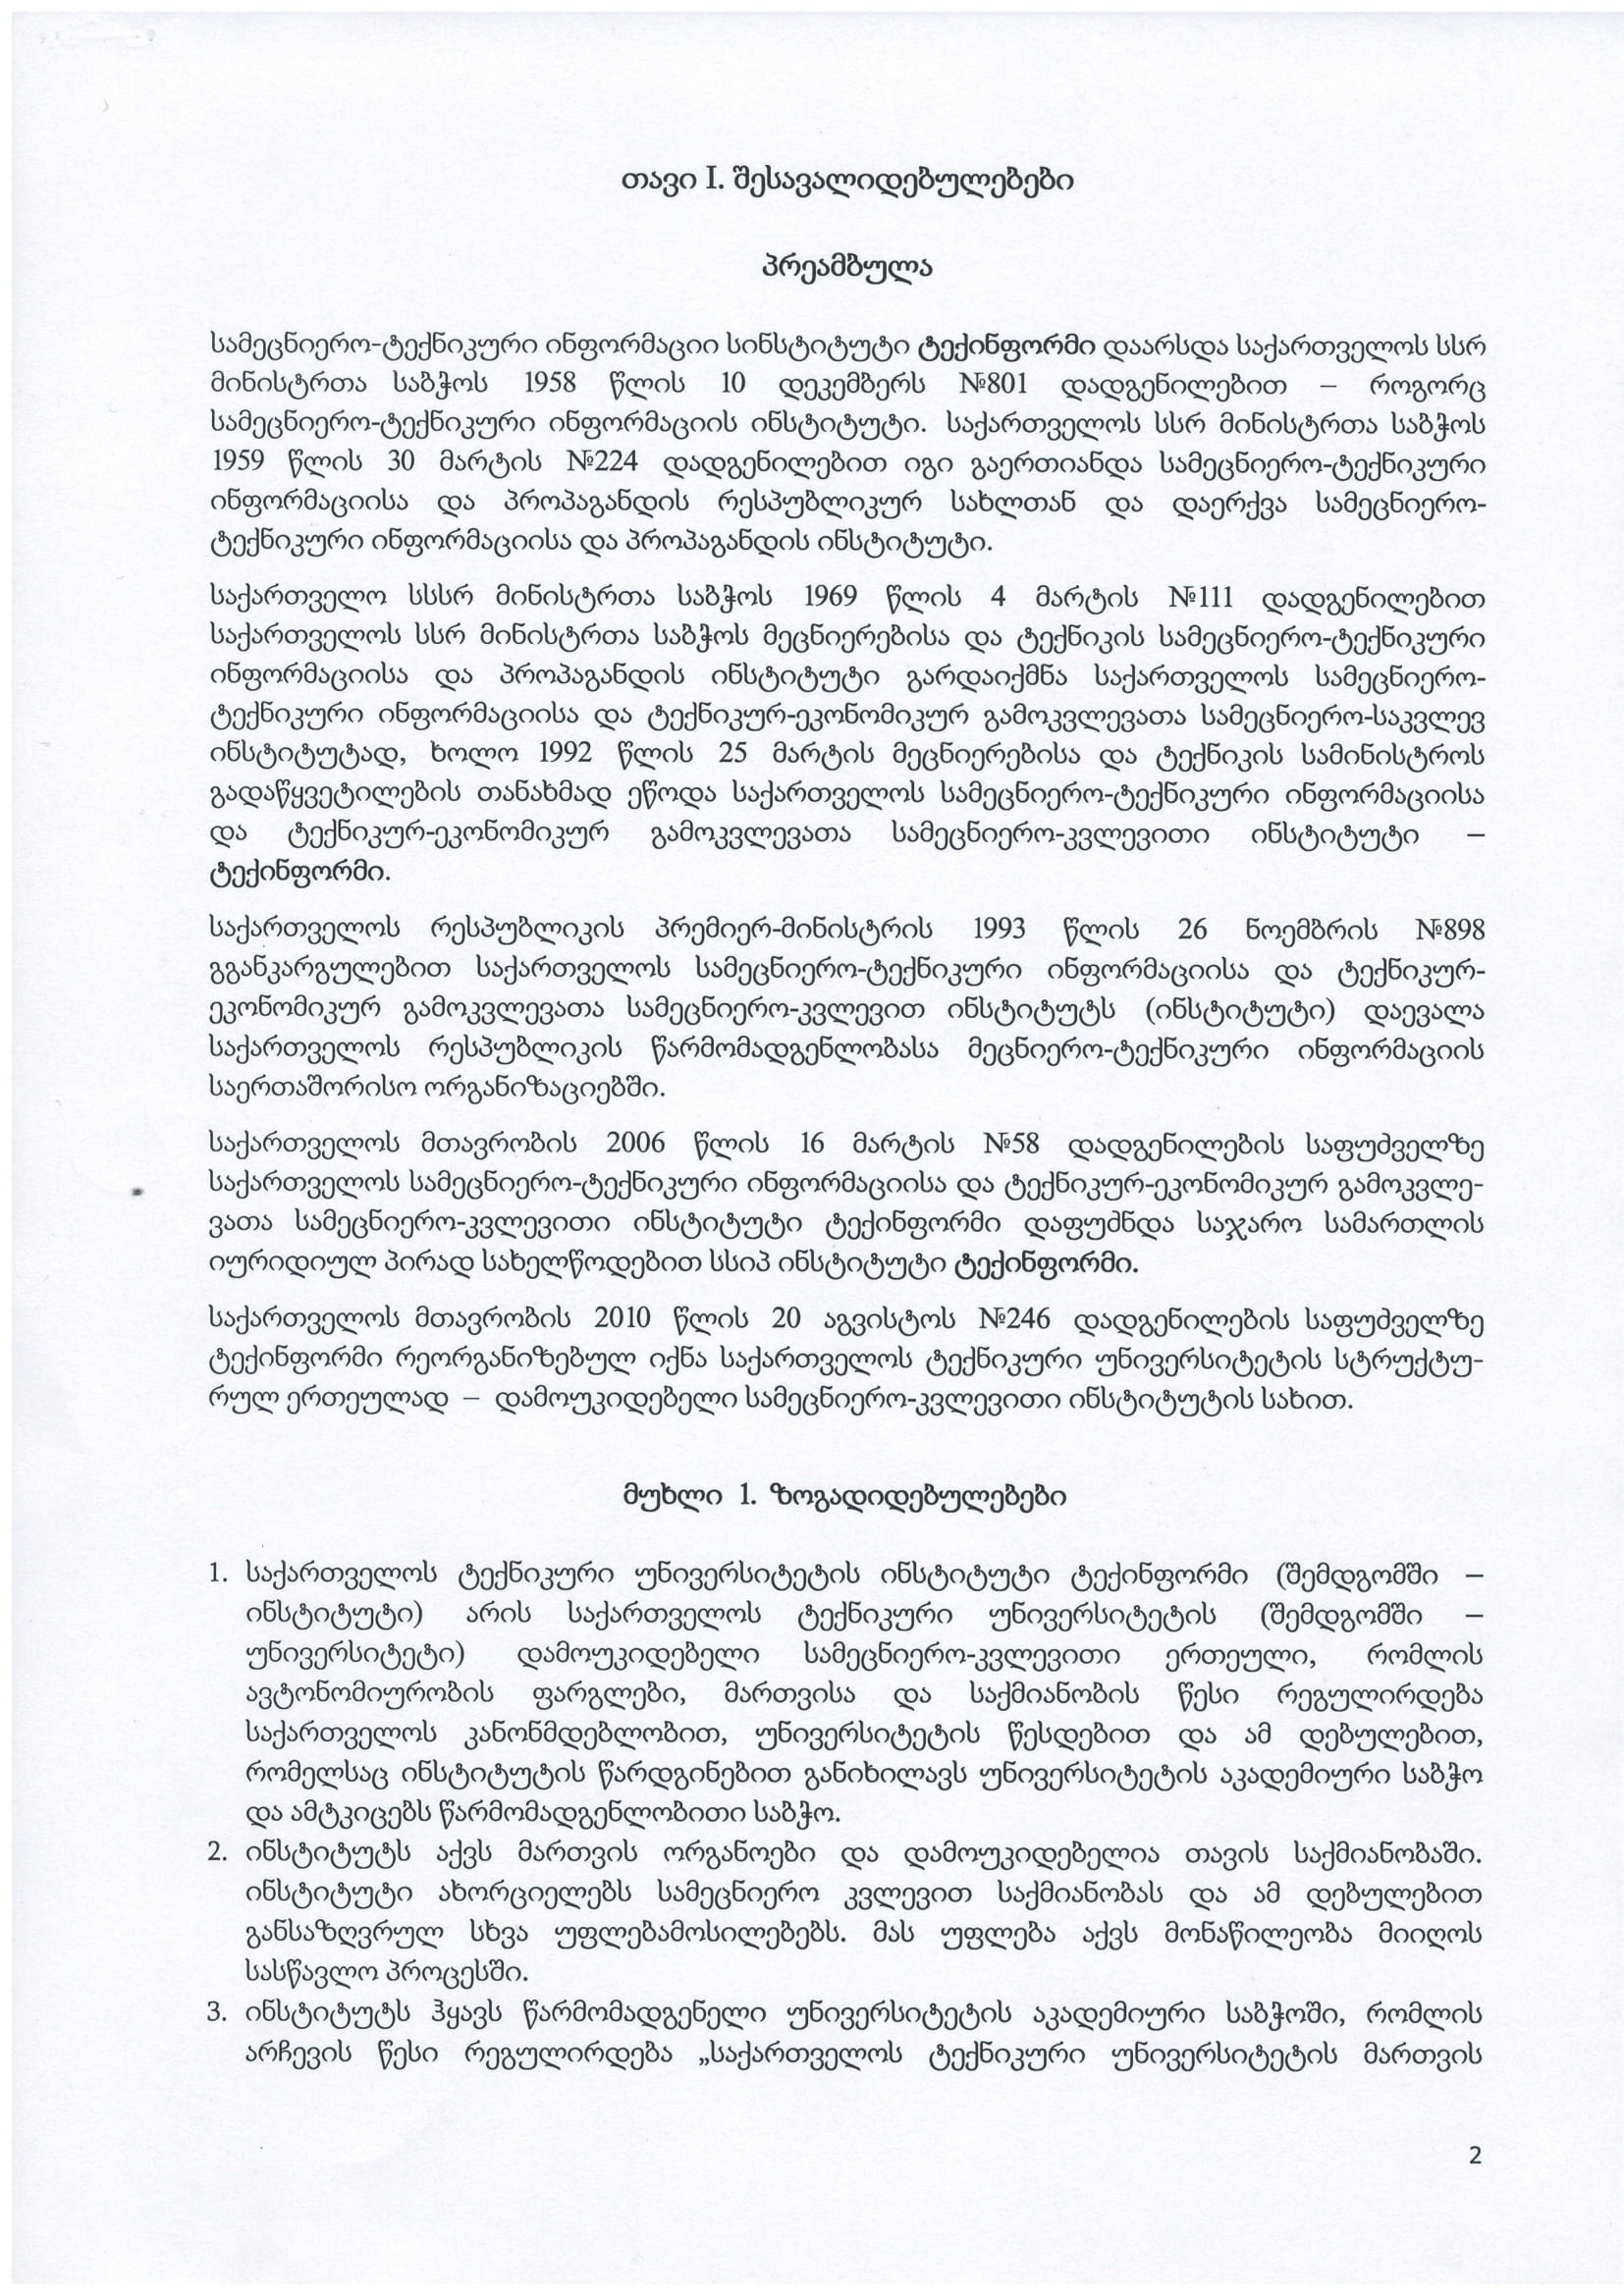 თავი I. შესავალიდებულებები
პრეამბულა
სამეცნიერო-ტექნიკური ინფორმაციი სინსტიტუტი ტექინფორმი დაარსდა საქართველოს სსრ
მინისტრთა საბჭოს 1958 წლის 10 დეკემბერს №801 დადგენილებით – როგორც
სამეცნიერო-ტექნიკური ინფორმაციის ინსტიტუტი. საქართველოს სსრ მინისტრთა საბჭოს
1959 წლის 30 მარტის №224 დადგენილებით იგი გაერთიანდა სამეცნიერო-ტექნიკური
ინფორმაციისა და პროპაგანდის რესპუბლიკურ სახლთან და დაერქვა სამეცნიერო-
ტექნიკური ინფორმაციისა და პროპაგანდის ინსტიტუტი.
საქართველო სსსრ მინისტრთა საბჭოს 1969 წლის 4 მარტის №111 დადგენილებით
საქართველოს სსრ მინისტრთა საბჭოს მეცნიერებისა და ტექნიკის სამეცნიერო-ტექნიკური
ინფორმაციისა და პროპაგანდის ინსტიტუტი გარდაიქმნა საქართველოს სამეცნიერო-
ტექნიკური ინფორმაციისა და ტექნიკურ-ეკონომიკურ გამოკვლევათა სამეცნიერო-საკვლევ
ინსტიტუტად, ხოლო 1992 წლის 25 მარტის მეცნიერებისა და ტექნიკის სამინისტროს
გადაწყვეტილების თანახმად ეწოდა საქართველოს სამეცნიერო-ტექნიკური ინფორმაციისა
და ტექნიკურ-ეკონომიკურ გამოკვლევათა სამეცნიერო-კვლევითი ინსტიტუტი –
ტექინფორმი.
საქართველოს რესპუბლიკის პრემიერ-მინისტრის 1993 წლის 26 ნოემბრის №898
გგანკარგულებით საქართველოს სამეცნიერო-ტექნიკური ინფორმაციისა და ტექნიკურ-
ეკონომიკურ გამოკვლევათა სამეცნიერო-კვლევით ინსტიტუტს (ინსტიტუტი) დაევალა
საქართველოს რესპუბლიკის წარმომადგენლობასა მეცნიერო-ტექნიკური ინფორმაციის
საერთაშორისო ორგანიზაციებში.
საქართველოს მთავრობის 2006 წლის 16 მარტის №58 დადგენილების საფუძველზე
საქართველოს სამეცნიერო-ტექნიკური ინფორმაციისა და ტექნიკურ-ეკონომიკურ გამოკვლე-
ვათა სამეცნიერო-კვლევითი ინსტიტუტი ტექინფორმი დაფუძნდა საჯარო სამართლის
იურიდიულ პირად სახელწოდებით სსიპ ინსტიტუტი ტექინფორმი.
საქართველოს მთავრობის 2010 წლის 20 აგვისტოს №246 დადგენილების საფუძველზე
ტექინფორმი რეორგანიზებულ იქნა საქართველოს ტექნიკური უნივერსიტეტის სტრუქტუ-
რულ ერთეულად – დამოუკიდებელი სამეცნიერო-კვლევითი ინსტიტუტის სახით.
მუხლი 1. ზოგადიდებულებები
1. საქართველოს ტექნიკური უნივერსიტეტის ინსტიტუტი ტექინფორმი (შემდგომში –
ინსტიტუტი) არის საქართველოს ტექნიკური უნივერსიტეტის (შემდგომში –
უნივერსიტეტი) დამოუკიდებელი სამეცნიერო-კვლევითი ერთეული, რომლის
ავტონომიურობის ფარგლები, მართვისა და საქმიანობის წესი რეგულირდება
საქართველოს კანონმდებლობით, უნივერსიტეტის წესდებით და ამ დებულებით,
რომელსაც ინსტიტუტის წარდგინებით განიხილავს უნივერსიტეტის აკადემიური საბჭო
და ამტკიცებს წარმომადგენლობითი საბჭო.
2. ინსტიტუტს აქვს მართვის ორგანოები და დამოუკიდებელია თავის საქმიანობაში.
ინსტიტუტი ახორციელებს სამეცნიერო კვლევით საქმიანობას და ამ დებულებით
განსაზღვრულ სხვა უფლებამოსილებებს. მას უფლება აქვს მონაწილეობა მიიღოს
სასწავლო პროცესში.
3. ინსტიტუტს ჰყავს წარმომადგენელი უნივერსიტეტის აკადემიური საბჭოში, რომლის
არჩევის წესი რეგულირდება „საქართველოს ტექნიკური უნივერსიტეტის მართვის
2